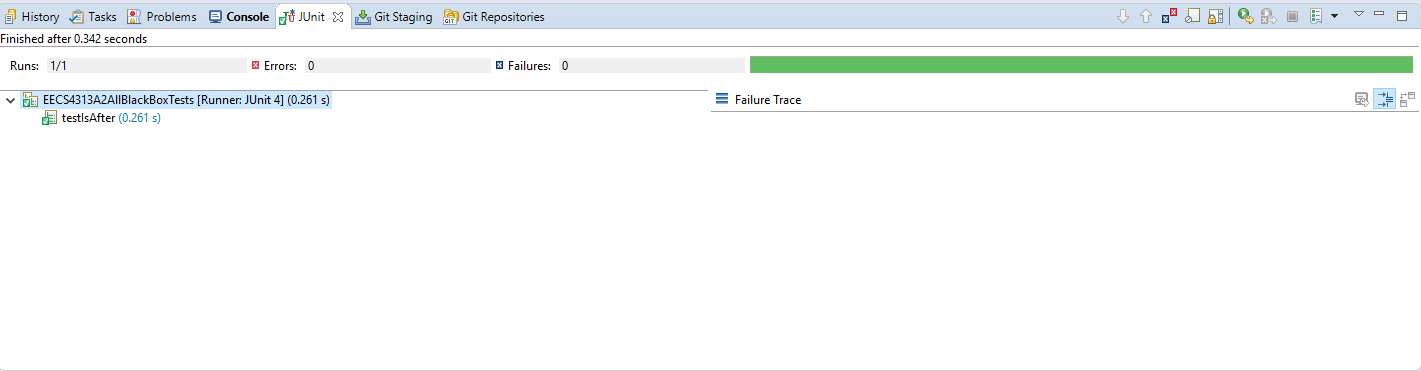 History Tasks Problems Console JUnit Git Staging Git Repositories
Finished after 0.342 seconds
Runs: 1/1 Errors: 0 Failures: 0
EECS4313A2AllBlackBoxTests [Runner: JUnit 4] (0.261 s) Failure Trace
testIsAfter (0.261 s)